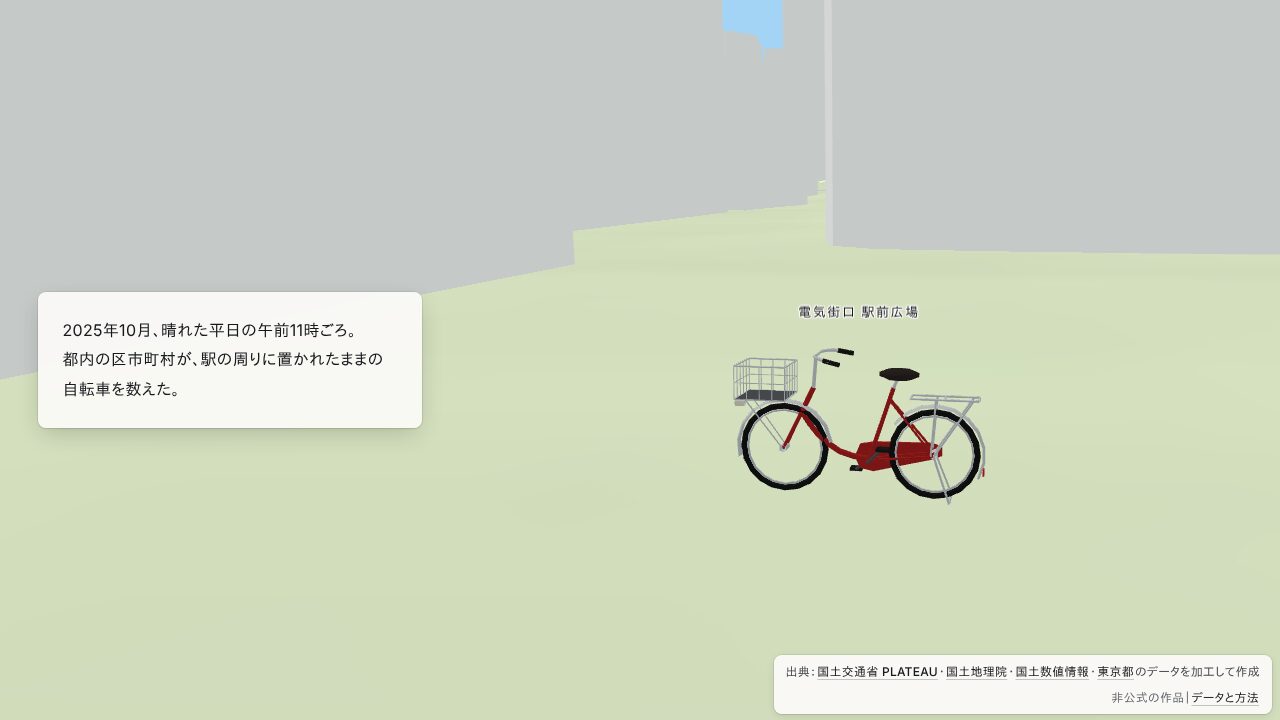 電気街口 駅前広場
2025年10月、晴れた平日の午前11時ごろ。
都内の区市町村が、駅の周りに置かれたままの
自転車を数えた。
出典: 国土交通省 PLATEAU・国土地理院・国土数値情報・東京都のデータを加工して作成
非公式の作品|データと方法